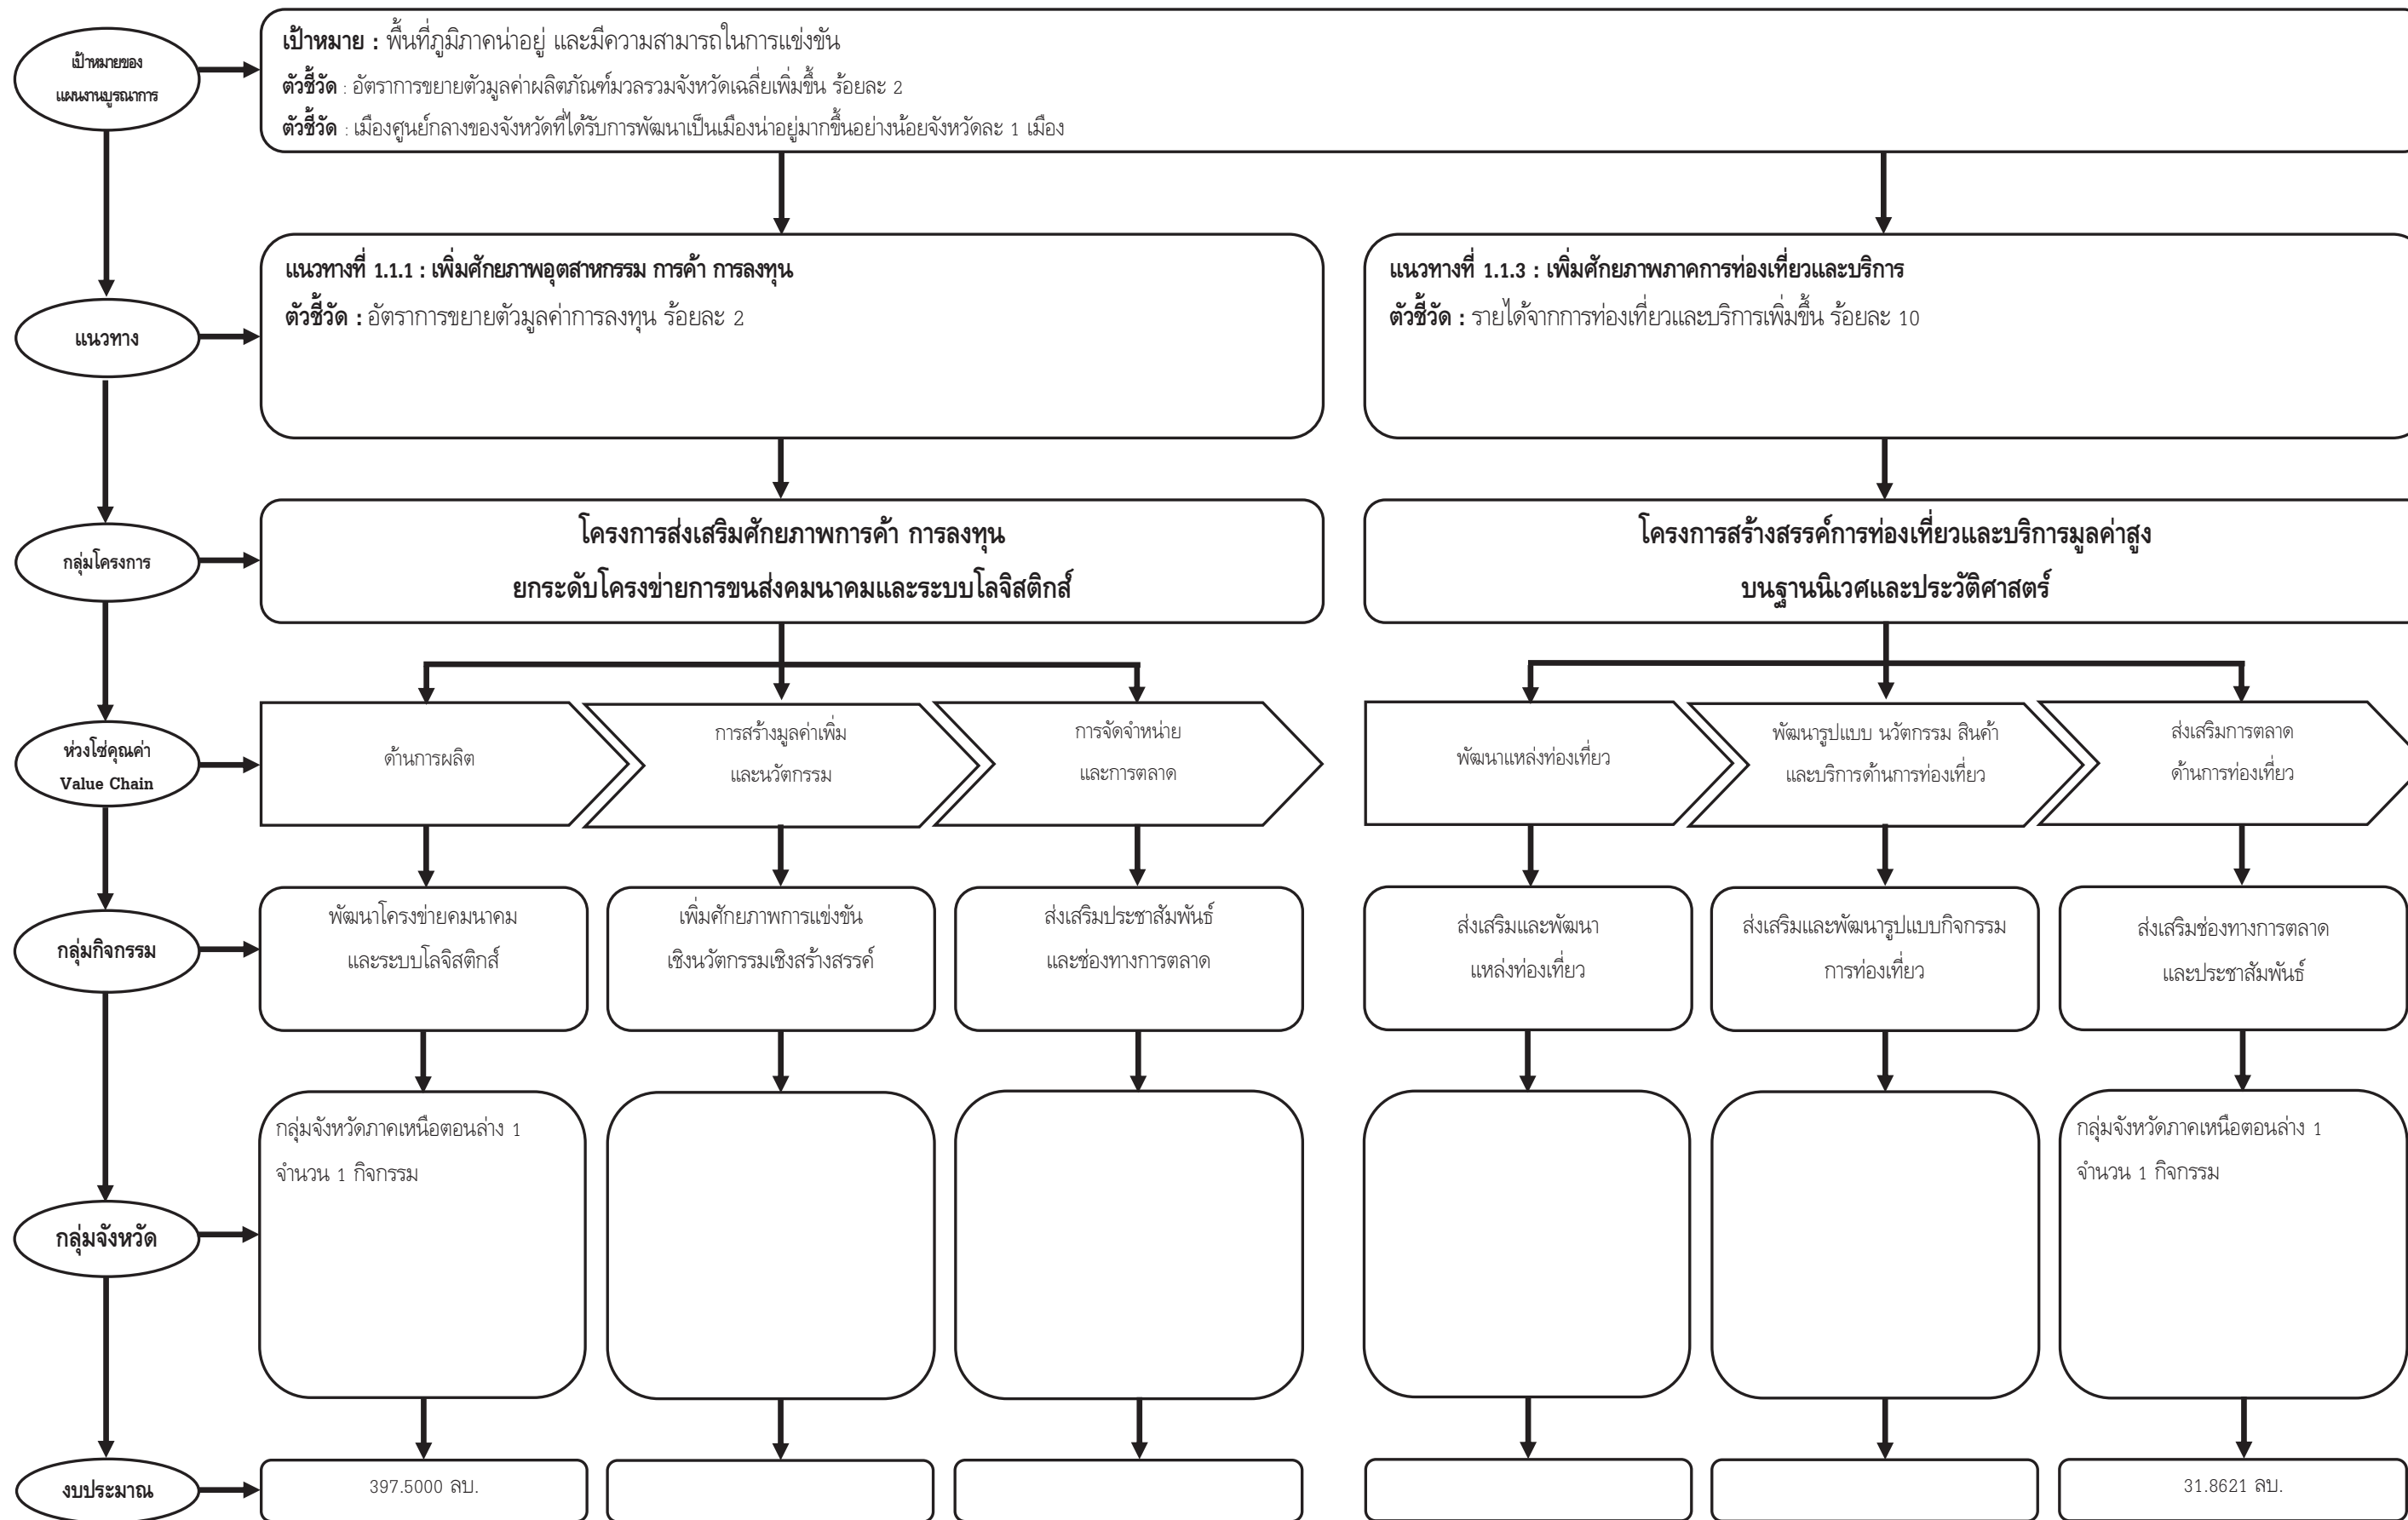 เป้าหมายของ
แผนงานบูรณาการ
เป้าหมาย : พื้นที่ภูมิภาคน่าอยู่ และมีความสามารถในการแข่งขัน
ตัวชี้วัด : อัตราการขยายตัวมูลค่าผลิตภัณฑ์มวลรวมจังหวัดเฉลี่ยเพิ่มขึ้น ร้อยละ 2
ตัวชี้วัด : เมืองศูนย์กลางของจังหวัดที่ได้รับการพัฒนาเป็นเมืองน่าอยู่มากขึ้นอย่างน้อยจังหวัดละ 1 เมือง
แนวทาง
แนวทางที่ 1.1.1 : เพิ่มศักยภาพอุตสาหกรรม การค้า การลงทุน
ตัวชี้วัด : อัตราการขยายตัวมูลค่าการลงทุน ร้อยละ 2
แนวทางที่ 1.1.3 : เพิ่มศักยภาพภาคการท่องเที่ยวและบริการ
ตัวชี้วัด : รายได้จากการท่องเที่ยวและบริการเพิ่มขึ้น ร้อยละ 10
กลุ่มโครงการ
โครงการส่งเสริมศักยภาพการค้า การลงทุน
ยกระดับโครงข่ายการขนส่งคมนาคมและระบบโลจิสติกส์
โครงการสร้างสรรค์การท่องเที่ยวและบริการมูลค่าสูง
บนฐานนิเวศและประวัติศาสตร์
ห่วงโซ่คุณค่า
Value Chain
ด้านการผลิต
การสร้างมูลค่าเพิ่ม
และนวัตกรรม
การจัดจำหน่าย
และการตลาด
พัฒนาแหล่งท่องเที่ยว
พัฒนารูปแบบ นวัตกรรม สินค้า
และบริการด้านการท่องเที่ยว
ส่งเสริมการตลาด
ด้านการท่องเที่ยว
กลุ่มกิจกรรม
พัฒนาโครงข่ายคมนาคม
และระบบโลจิสติกส์
เพิ่มศักยภาพการแข่งขัน
เชิงนวัตกรรมเชิงสร้างสรรค์
ส่งเสริมประชาสัมพันธ์
และช่องทางการตลาด
ส่งเสริมและพัฒนา
แหล่งท่องเที่ยว
ส่งเสริมและพัฒนารูปแบบกิจกรรม
การท่องเที่ยว
ส่งเสริมช่องทางการตลาด
และประชาสัมพันธ์
กลุ่มจังหวัด
กลุ่มจังหวัดภาคเหนือตอนล่าง 1
จำนวน 1 กิจกรรม
กลุ่มจังหวัดภาคเหนือตอนล่าง 1
จำนวน 1 กิจกรรม
งบประมาณ
397.5000 ลบ.
31.8621 ลบ.